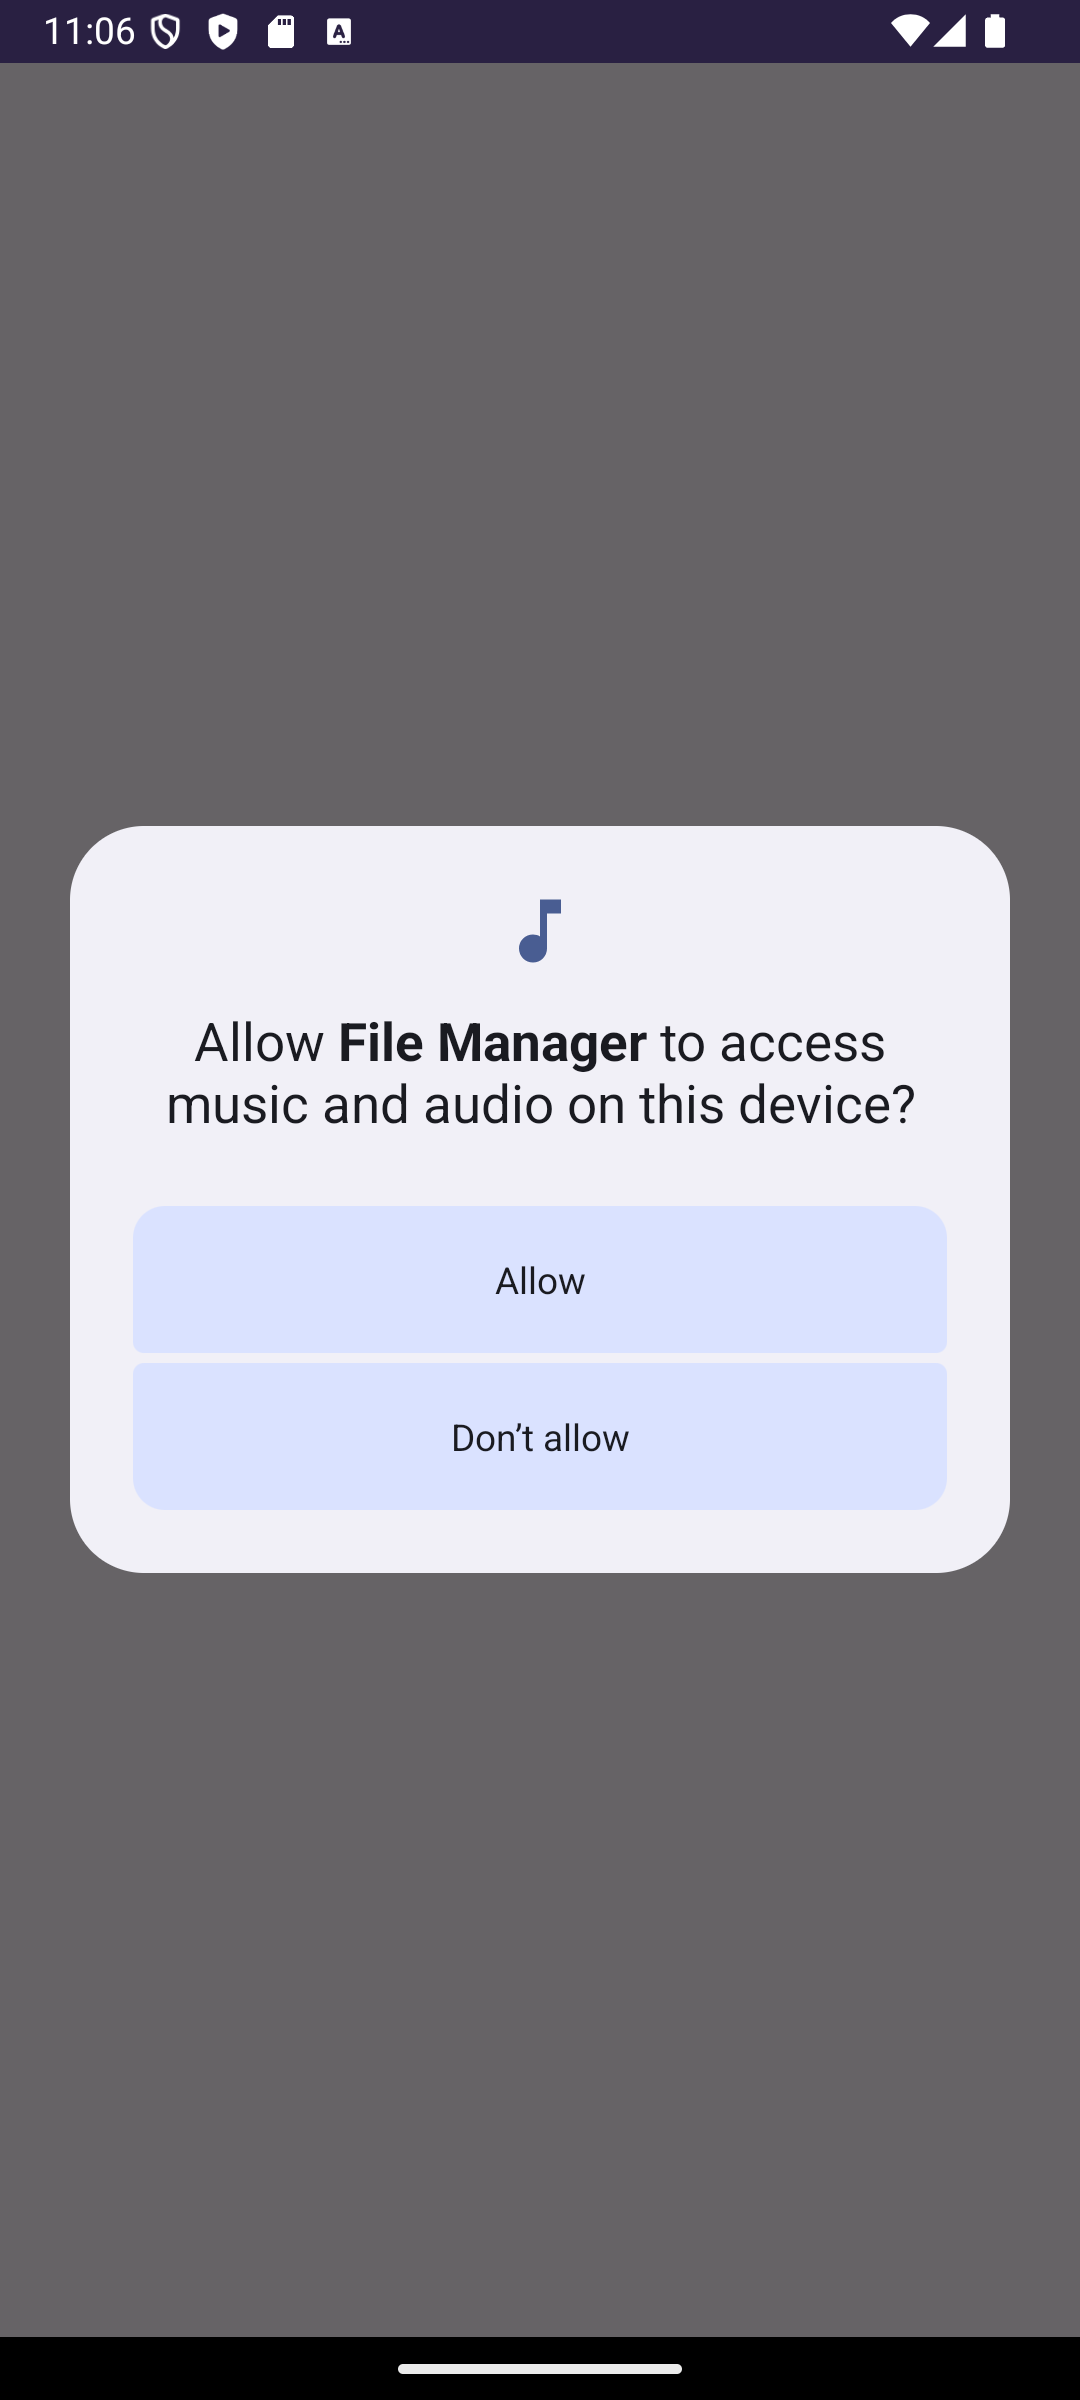 11:06
Allow File Manager to access
music and audio on this device?
Allow
Don’t allow